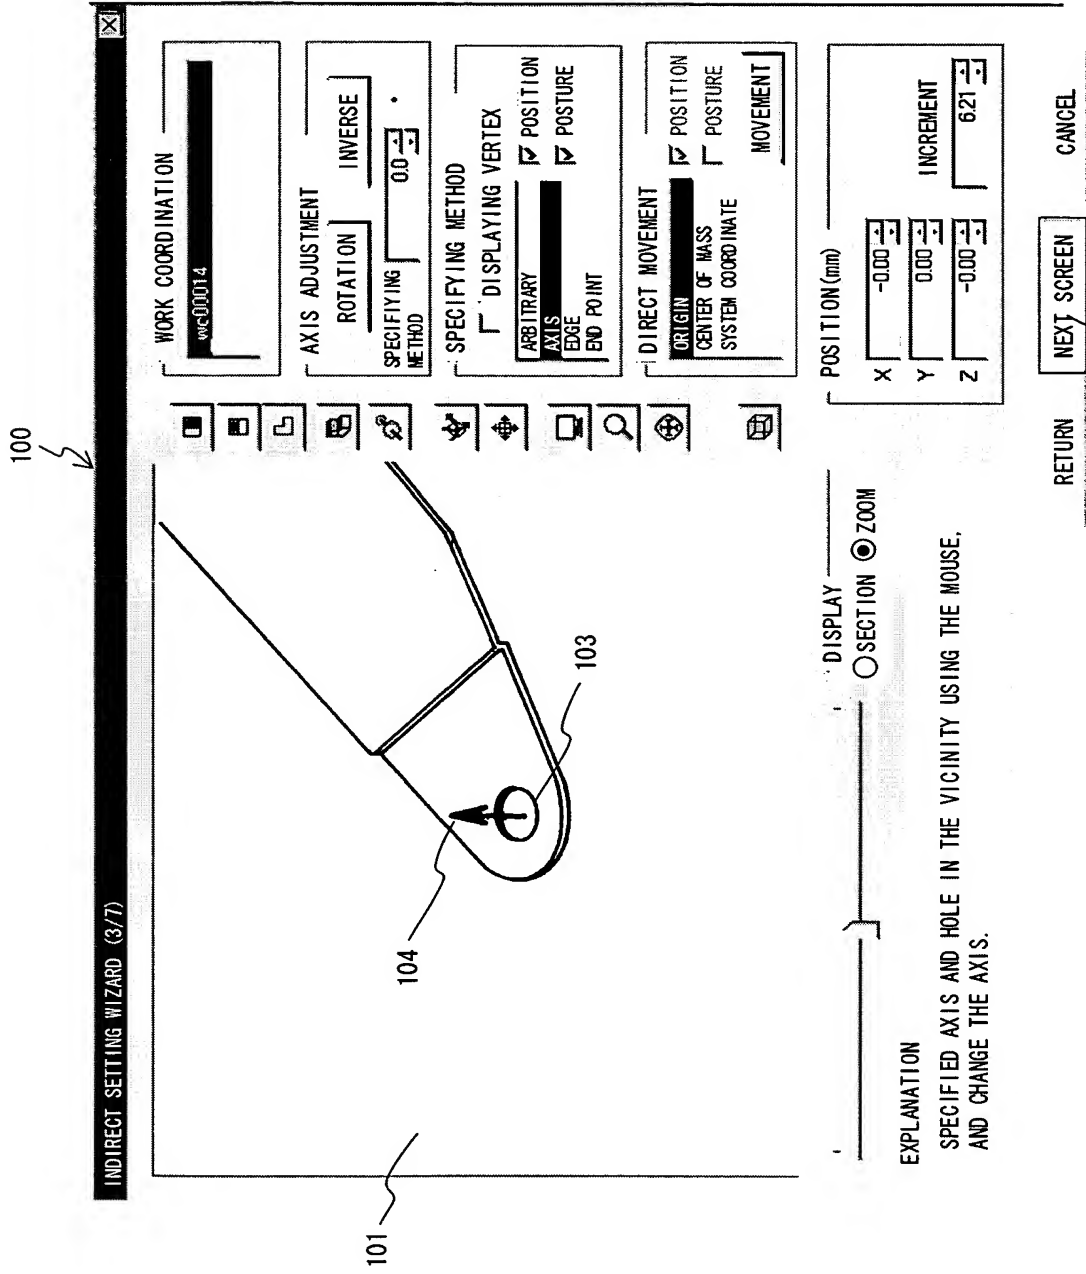 100
INDIRECT SETTING WIZARD (3/7)
101
104
103
WORK COORDINATION
wc00014
AXIS ADJUSTMENT
ROTATION
INVERSE
SPECIFYING
METHOD
0.0
SPECIFYING METHOD
DISPLAYING VERTEX
ARBITRARY
AXIS
EDGE
END POINT
POSITION
POSTURE
DIRECT MOVEMENT
ORIGIN
CENTER OF MASS
SYSTEM COORDINATE
POSITION
POSTURE
MOVEMENT
DISPLAY
SECTION
ZOOM
POSITION(mm)
X
-0.00
Y
0.00
Z
-0.00
INCREMENT
6.21
EXPLANATION
SPECIFIED AXIS AND HOLE IN THE VICINITY USING THE MOUSE,
AND CHANGE THE AXIS.
RETURN
NEXT SCREEN
CANCEL